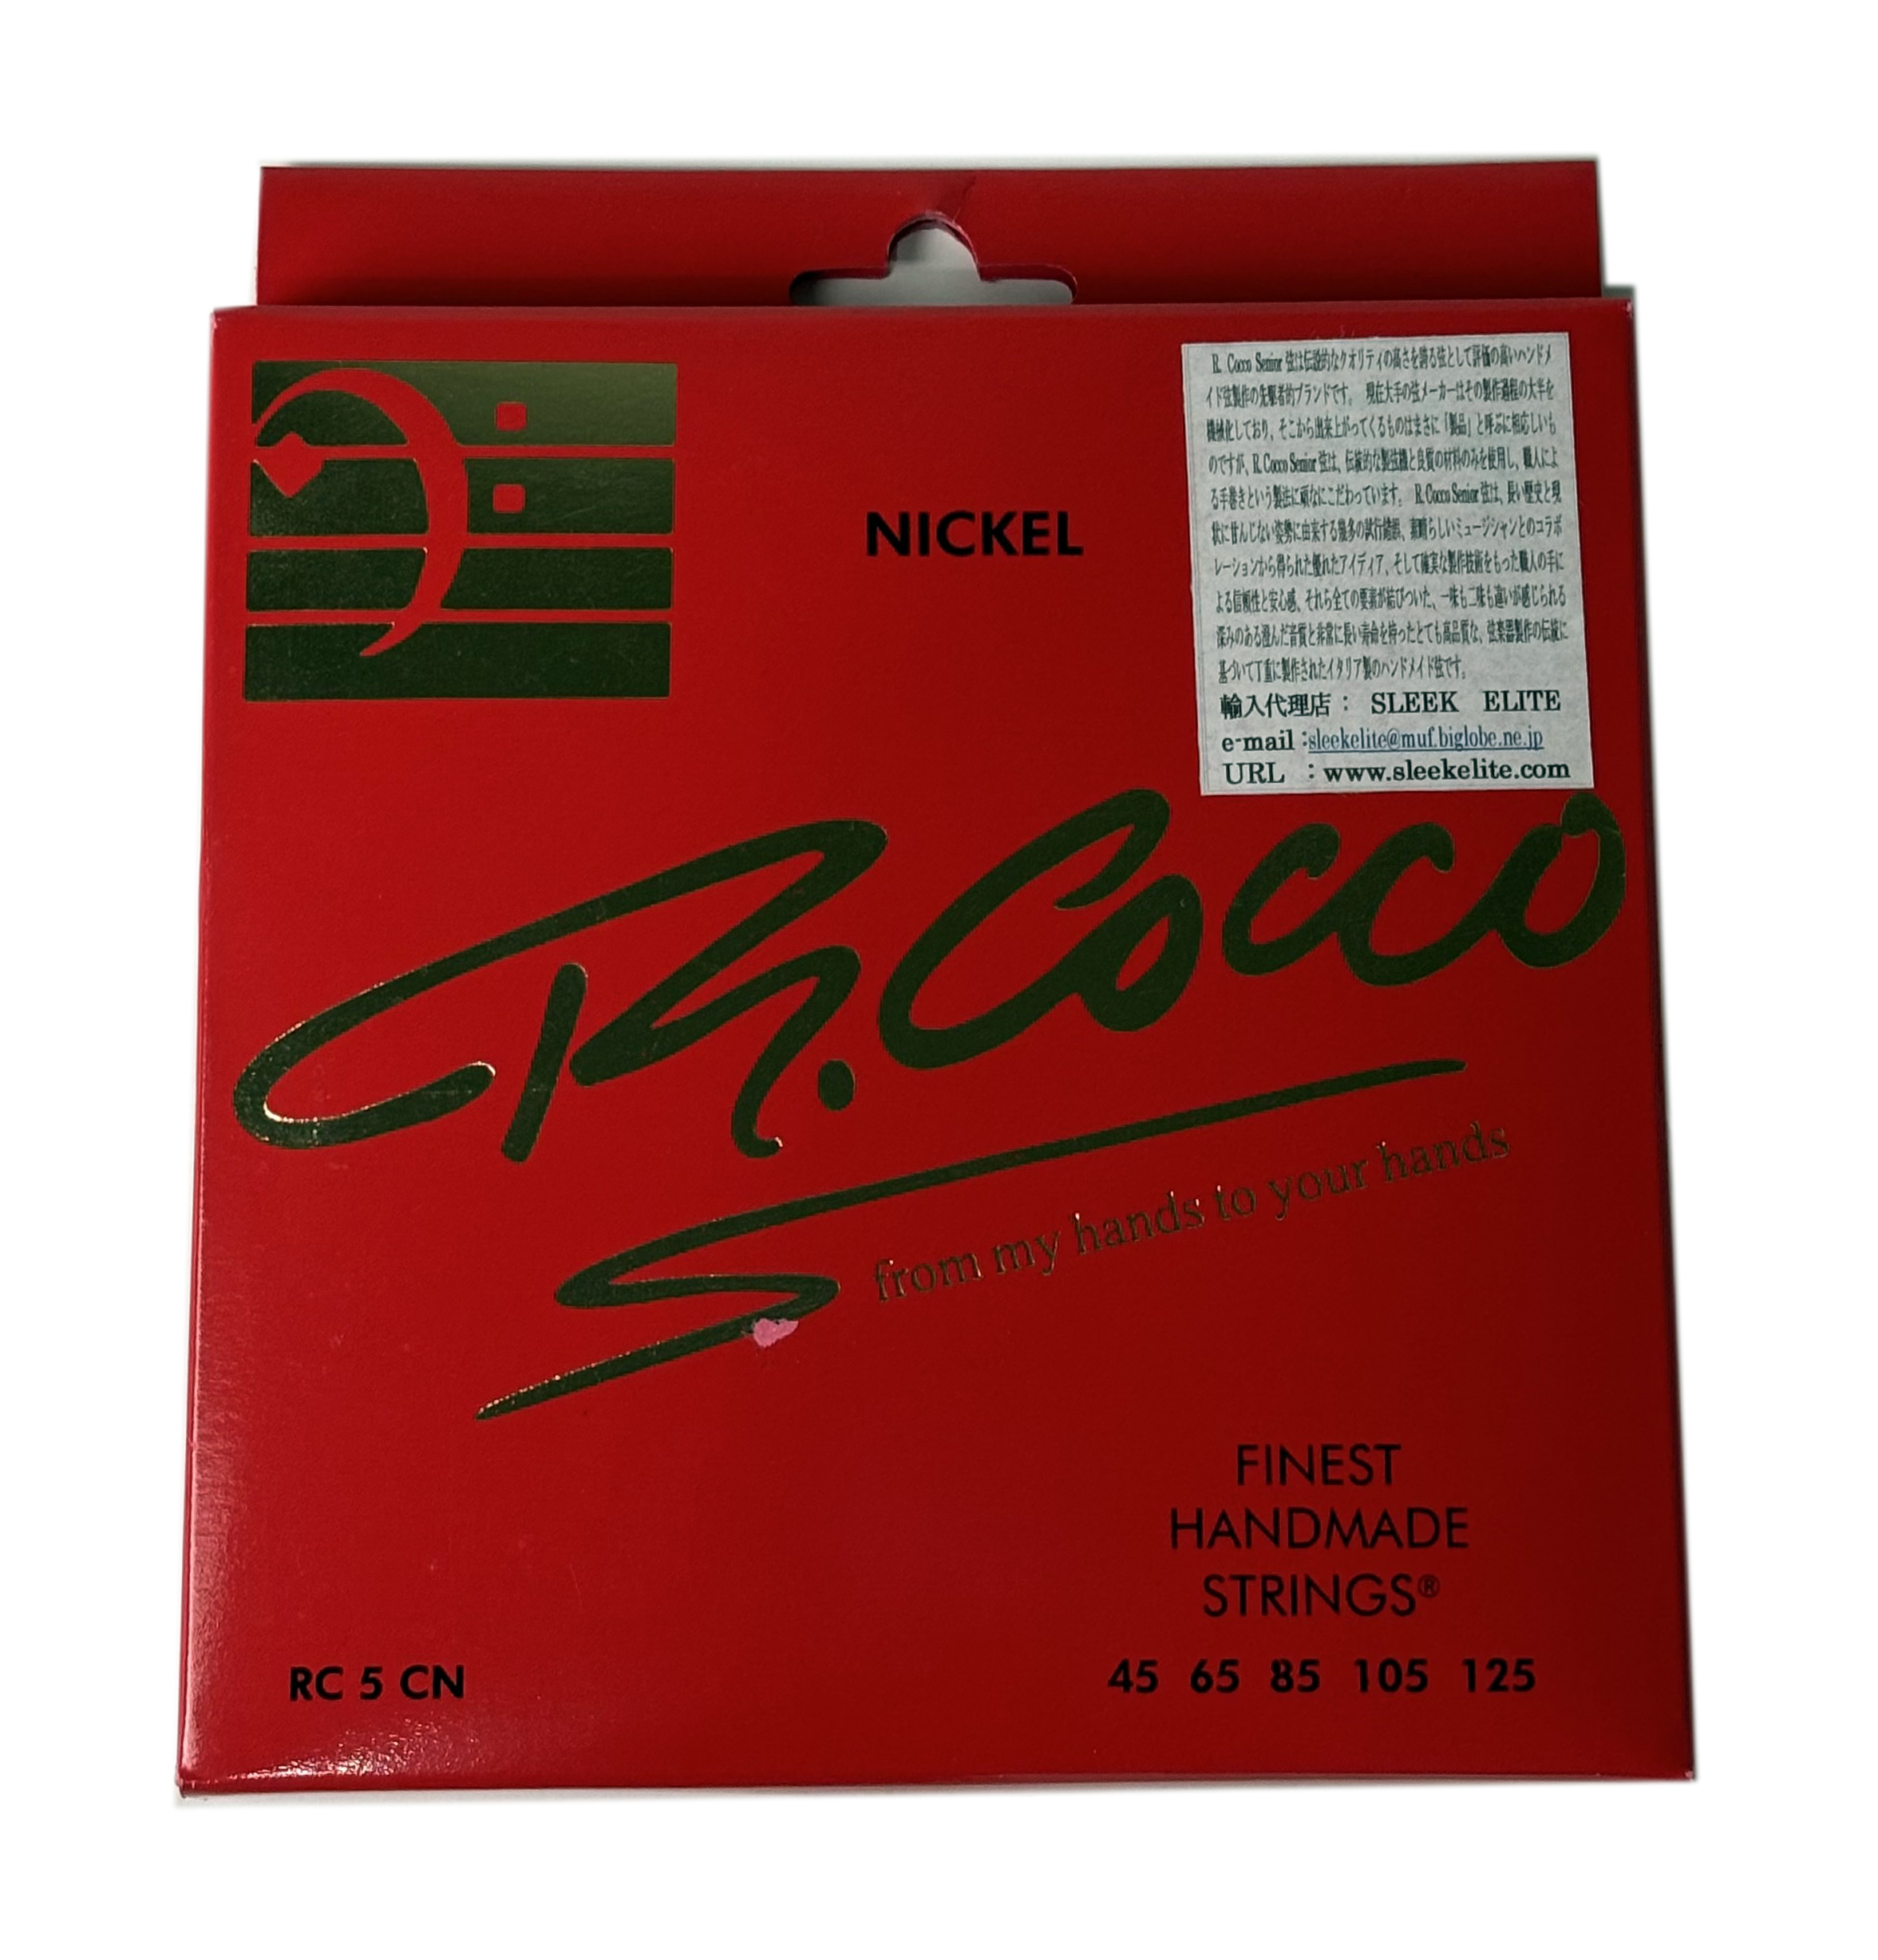 NICKEL
R. Cocco Senior 弦は伝説的なクオリティの高さを誇る弦として評価の高いハンドメ
イド弦製作の先駆者的ブランドです。 現在大手の弦メーカーはその製作過程の大半を
機械化しており、そこから出来上がってくるものはまさに「製品」と呼ぶに相応しいも
のですが、R.Cocco Senior 弦は、伝統的な製弦機と良質の材料のみを使用し、職人によ
る手巻きという製法に頑なにこだわっています。 R.Cocco Senior 弦は、長い歴史と現
状に甘んじない姿勢に由来する幾多の試行錯誤、素晴らしいミュージシャンとのコラボ
レーションから得られた優れたアイディア、そして確実な製作技術をもった職人の手に
よる信頼性と安心感、それら全ての要素が結びついた、一味も二味も違いが感じられる
深みのある澄んだ音質と非常に長い寿命を持ったとても高品質な、弦楽器製作の伝統に
基づいて丁重に製作されたイタリア製のハンドメイド弦です。
輸入代理店： SLEEK ELITE
e-mail :sleekelite@muf.biglobe.ne.jp
URL : www.sleekelite.com
R. Cocco
from my hands to your hands
FINEST
HANDMADE
STRINGS®
RC 5 CN
45 65 85 105 125